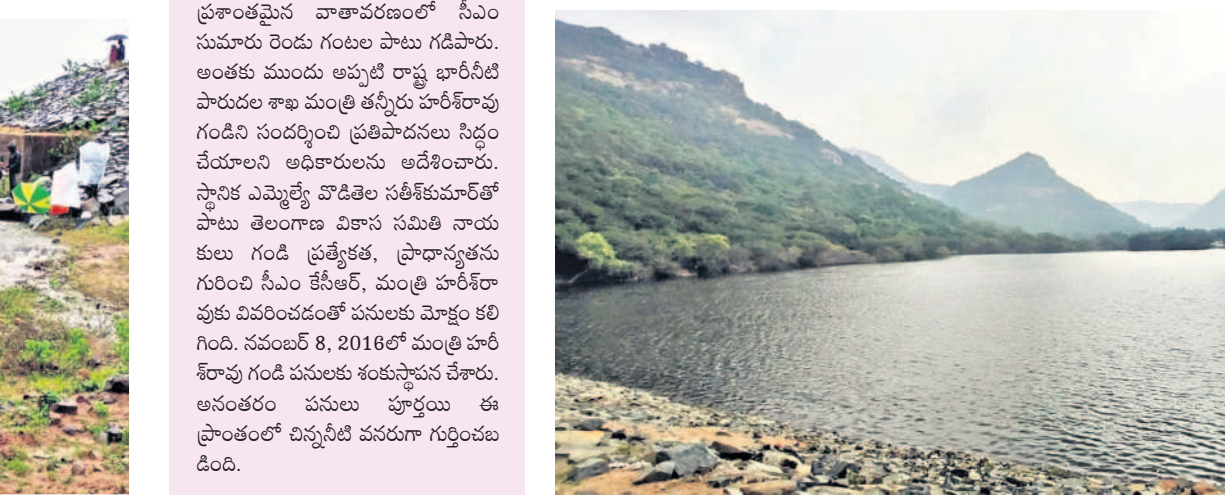 ప్రశాంతమైన వాతావరణంలో సీఎం
సుమారు రెండు గంటల పాటు గడిపారు.
అంతకు ముందు అప్పటి రాష్ట్ర భారీనీటి
పారుదల శాఖ మంత్రి తన్నీరు హరీశ్‌రావు
గండిని సందర్శించి ప్రతిపాదనలు సిద్ధం
చేయాలని అధికారులను అదేశించారు.
స్థానిక ఎమ్మెల్యే వొడితెల సతీశ్‌కుమార్‌తో
పాటు తెలంగాణ వికాస సమితి నాయ
కులు గండి ప్రత్యేకత, ప్రాధాన్యతను
గురించి సీఎం కేసీఆర్, మంత్రి హరీశ్‌రా
వుకు వివరించడంతో పనులకు మోక్షం కలి
గింది. నవంబర్ 8, 2016లో మంత్రి హరీ
శ్‌రావు గండి పనులకు శంకుస్థాపన చేశారు.
అనంతరం పనులు పూర్తయి ఈ
ప్రాంతంలో చిన్ననీటి వనరుగా గుర్తించబ
డింది.